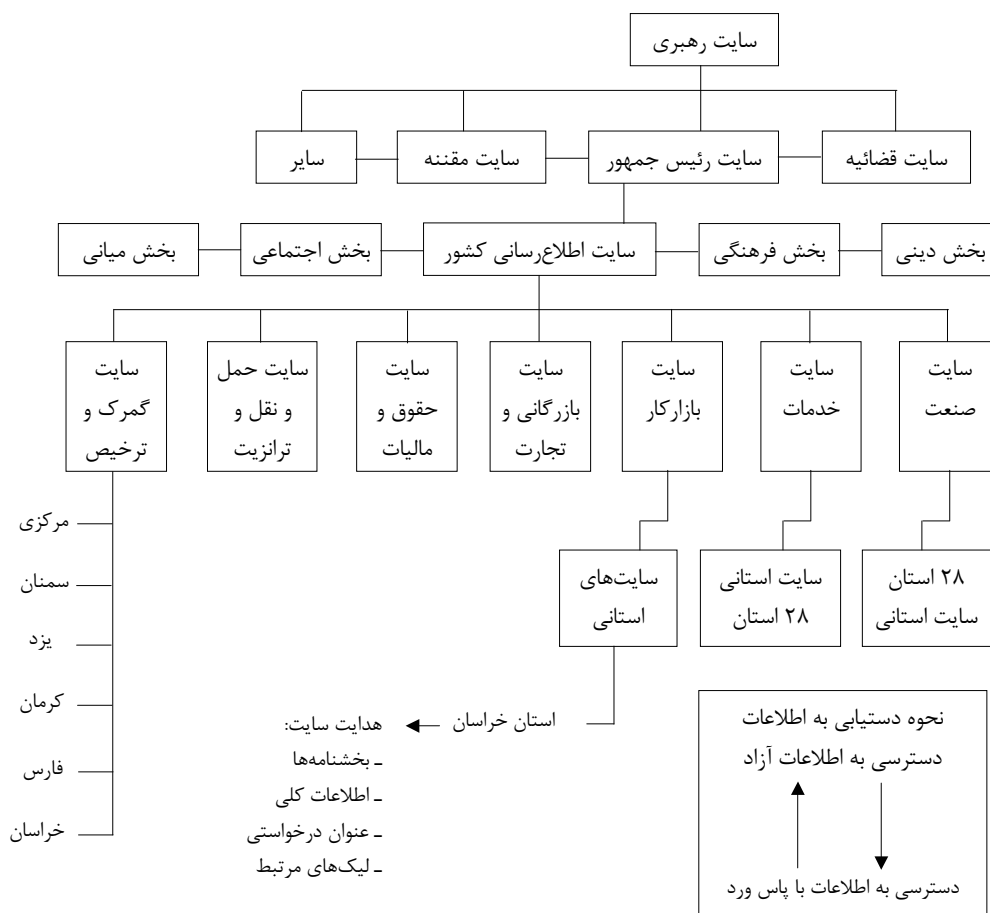 سایت رهبری
سایت قضائیه
سایت رئیس جمهور
سایت مقننه
سایر
بخش دینی
بخش فرهنگی
سایت اطلاع‌رسانی کشور
بخش اجتماعی
بخش میانی
سایت
صنعت
سایت
خدمات
سایت
بازارکار
سایت
بازرگانی و
تجارت
سایت
حقوق و
مالیات
سایت حمل
و نقل و
ترانزیت
سایت
گمرک و
ترخیص
۲۸ استان
سایت استانی
سایت استانی
۲۸ استان
سایت‌های
استانی
مرکزی
سمنان
یزد
کرمان
فارس
خراسان
استان خراسان
هدایت سایت:
ـ بخشنامه‌ها
ـ اطلاعات کلی
ـ عنوان درخواستی
ـ لیک‌های مرتبط
نحوه دستیابی به اطلاعات
دسترسی به اطلاعات آزاد
دسترسی به اطلاعات با پاس ورد